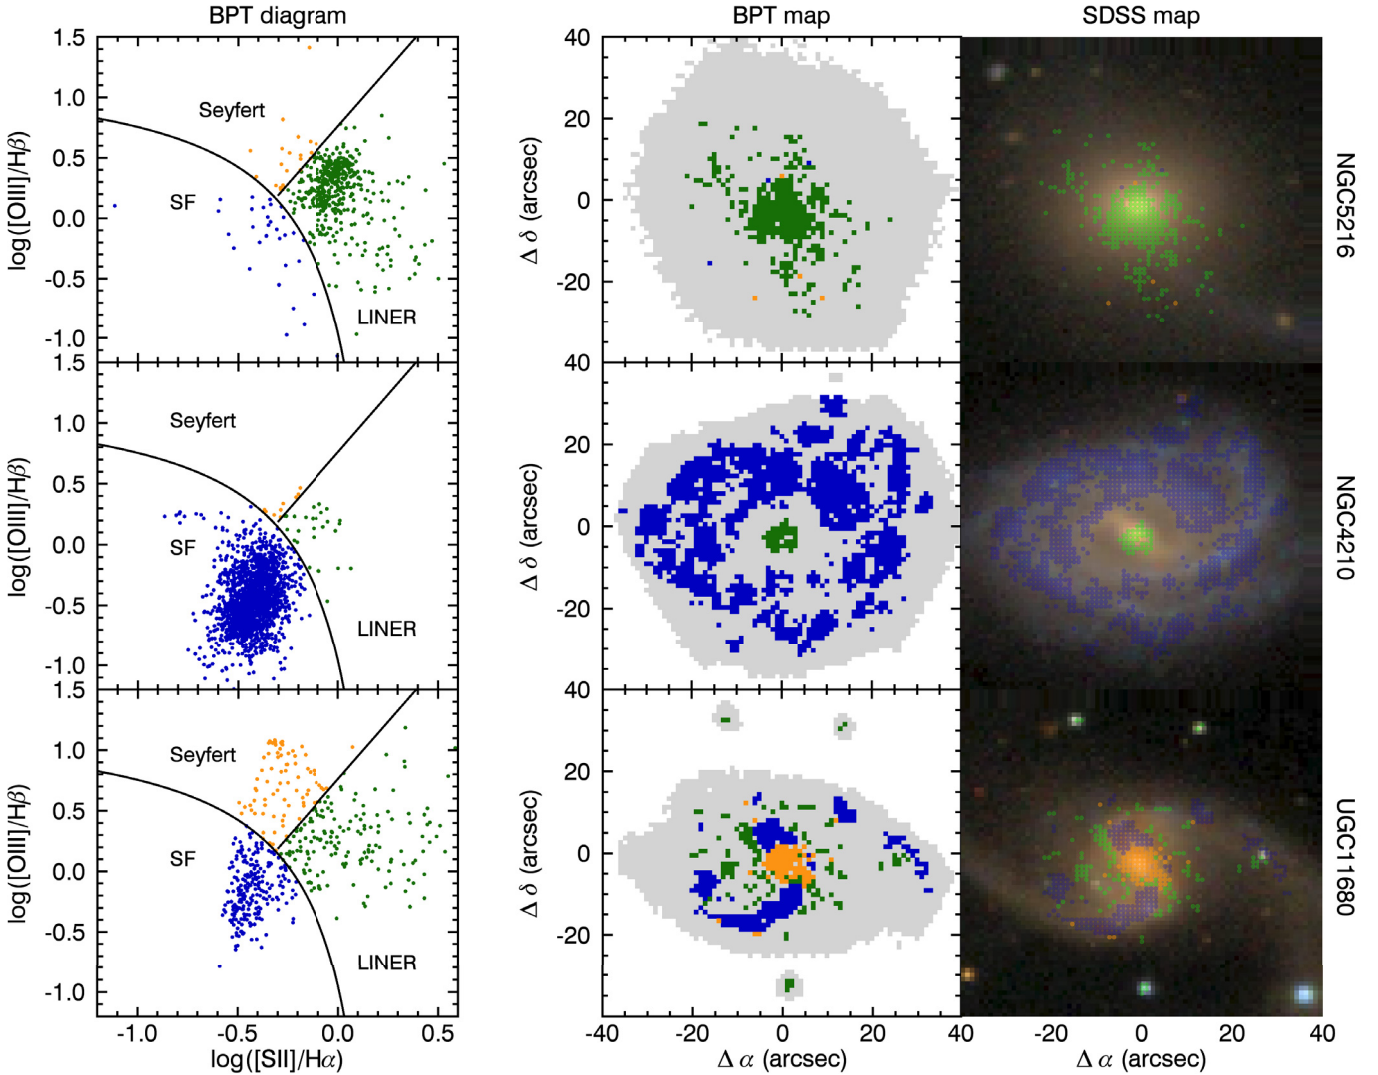 BPT diagram BPT map SDSS map
1.5
1.0
0.5
0.0
-0.5
-1.0
log([OIII]/Hβ)
Seyfert
SF
LINER
40
20
0
-20
Δ δ (arcsec)
NGC5216
1.5
1.0
0.5
0.0
-0.5
-1.0
log([OIII]/Hβ)
Seyfert
SF
LINER
40
20
0
-20
Δ δ (arcsec)
NGC4210
1.5
1.0
0.5
0.0
-0.5
-1.0
log([OIII]/Hβ)
Seyfert
SF
LINER
40
20
0
-20
Δ δ (arcsec)
UGC11680
-1.0 -0.5 0.0 0.5
log([SII]/Hα)
-40 -20 0 20 40
Δ α (arcsec)
-20 0 20 40
Δ α (arcsec)